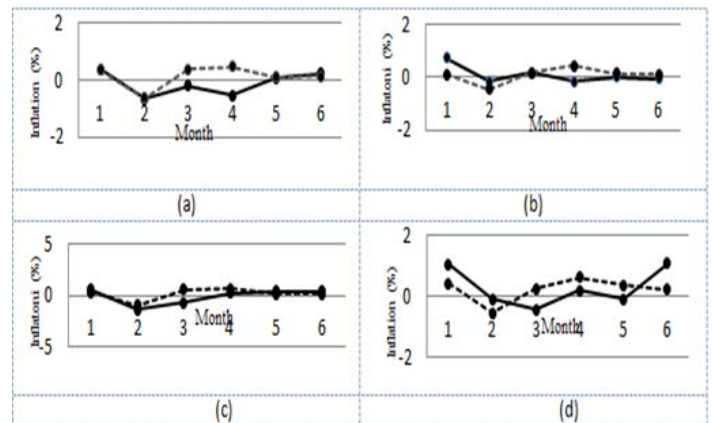 2
0
-2
Inflation (%)
1 2 3 4 5 6
Month
(a)
2
0
-2
Inflatoni (%)
1 2 3 4 5 6
Month
(b)
5
0
-5
Inflatoni (%)
1 2 3 4 5 6
Month
(c)
2
0
-2
Inflation (%)
1 2 3 4 5 6
Month
(d)